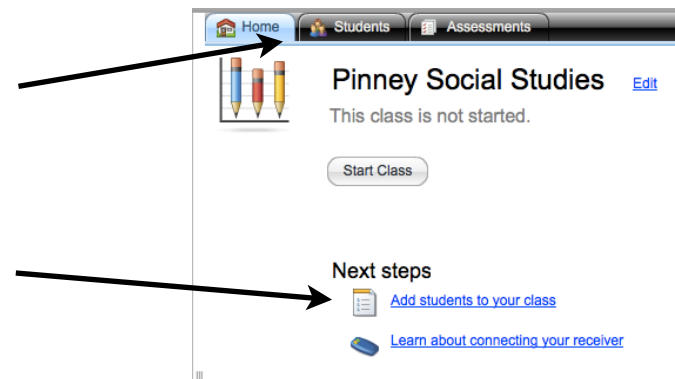 Home Students Assessments
Pinney Social Studies Edit
This class is not started.
Start Class
Next steps
Add students to your class
Learn about connecting your receiver